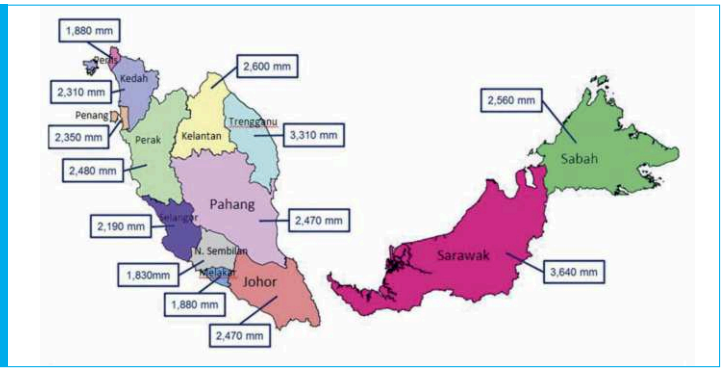 1,880 mm
Perlis
Kedah
2,600 mm
2,310 mm
2,560 mm
Penang
Trengganu
2,350 mm
Perak
Kelantan
3,310 mm
Sabah
2,480 mm
Pahang
Selangor
2,470 mm
2,190 mm
N. Sembilan
Sarawak
1,830mm
Melaka
Johor
3,640 mm
1,880 mm
2,470 mm